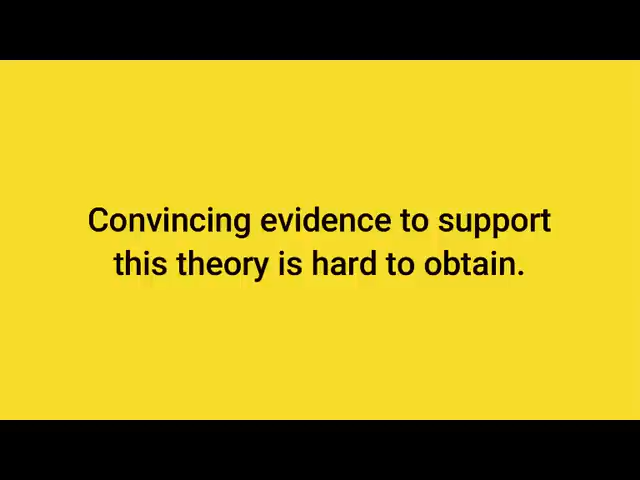 Convincing evidence to support
this theory is hard to obtain.